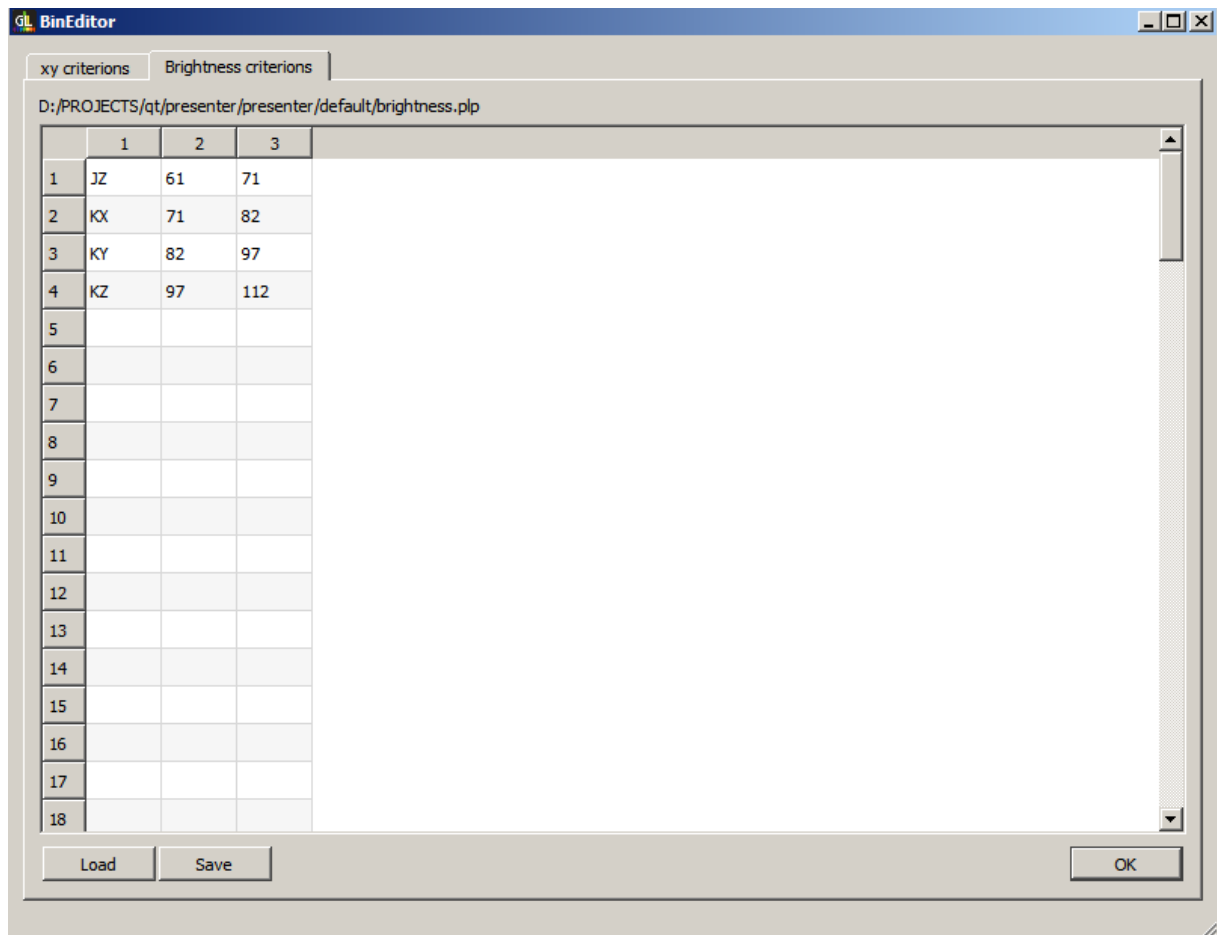 GL BinEditor
xy criterions Brightness criterions
D:/PROJECTS/qt/presenter/presenter/default/brightness.plp
1 2 3
1 JZ 61 71
2 KX 71 82
3 KY 82 97
4 KZ 97 112
5
6
7
8
9
10
11
12
13
14
15
16
17
18
Load Save OK